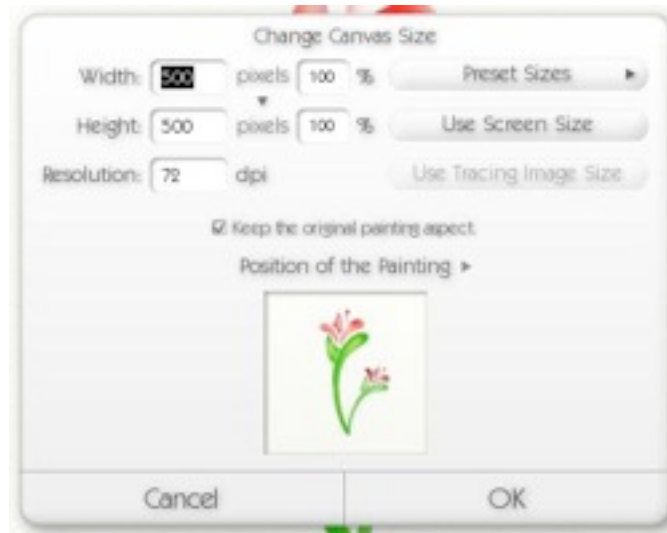 Change Canvas Size
Width: 500 pixels 100 % Preset Sizes
Height: 500 pixels 100 % Use Screen Size
Resolution: 72 dpi Use Tracing Image Size
Keep the original painting aspect.
Position of the Painting
Cancel OK